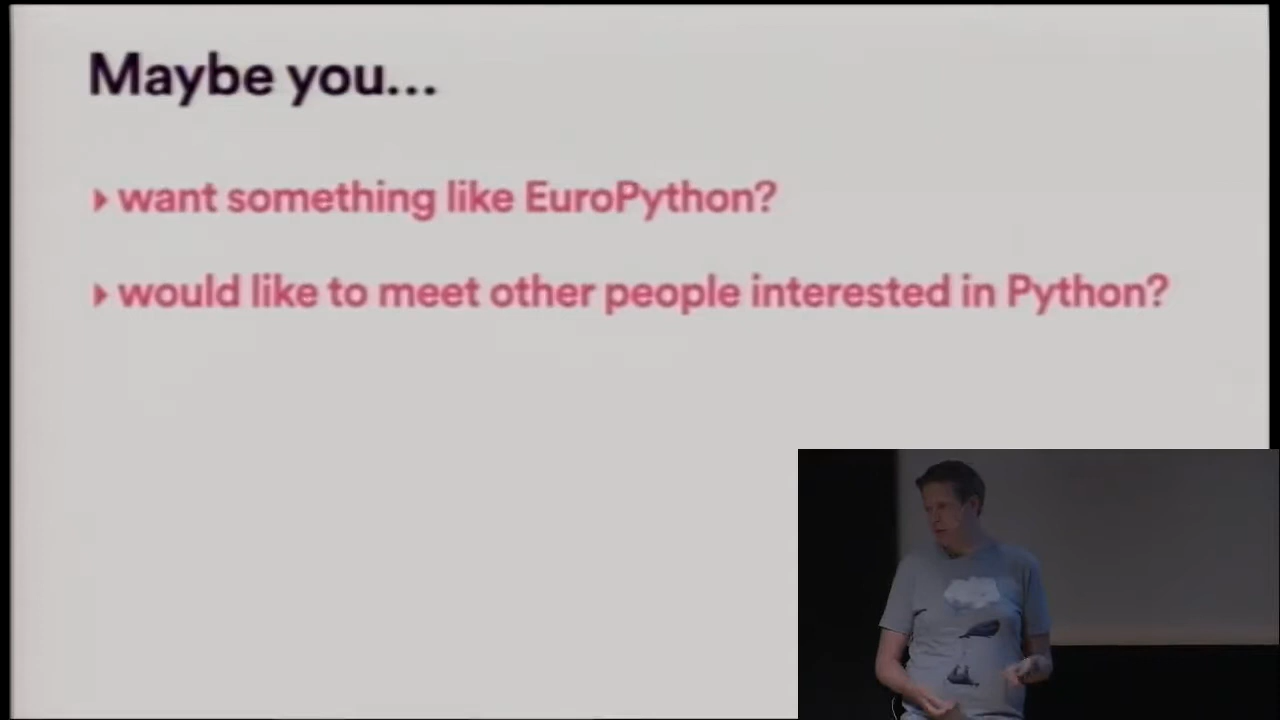 Maybe you...
want something like EuroPython?
would like to meet other people interested in Python?